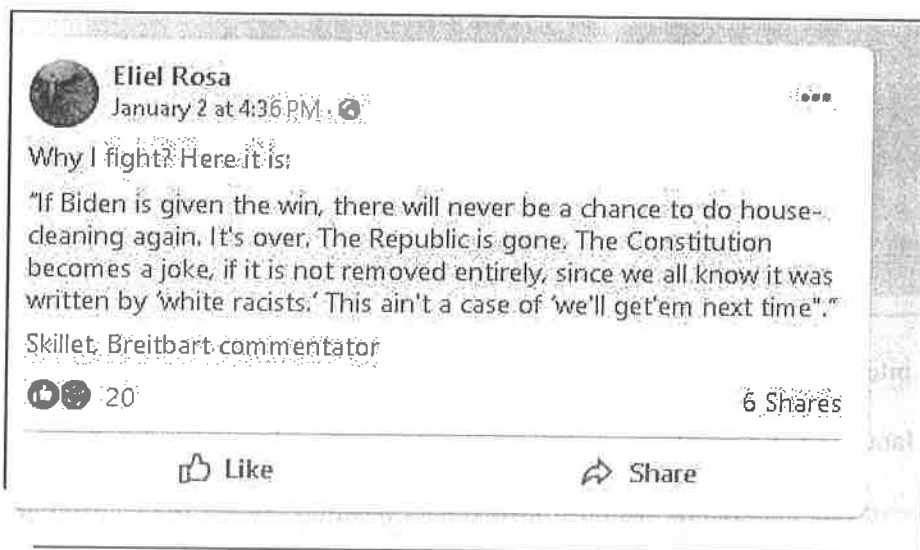 Eliel Rosa
January 2 at 4:36 PM ·
Why I fight? Here it is:
"If Biden is given the win, there will never be a chance to do house-
cleaning again. It's over. The Republic is gone. The Constitution
becomes a joke, if it is not removed entirely, since we all know it was
written by 'white racists.' This ain't a case of 'we'll get'em next time"."
Skillet, Breitbart commentator
20
6 Shares
Like
Share